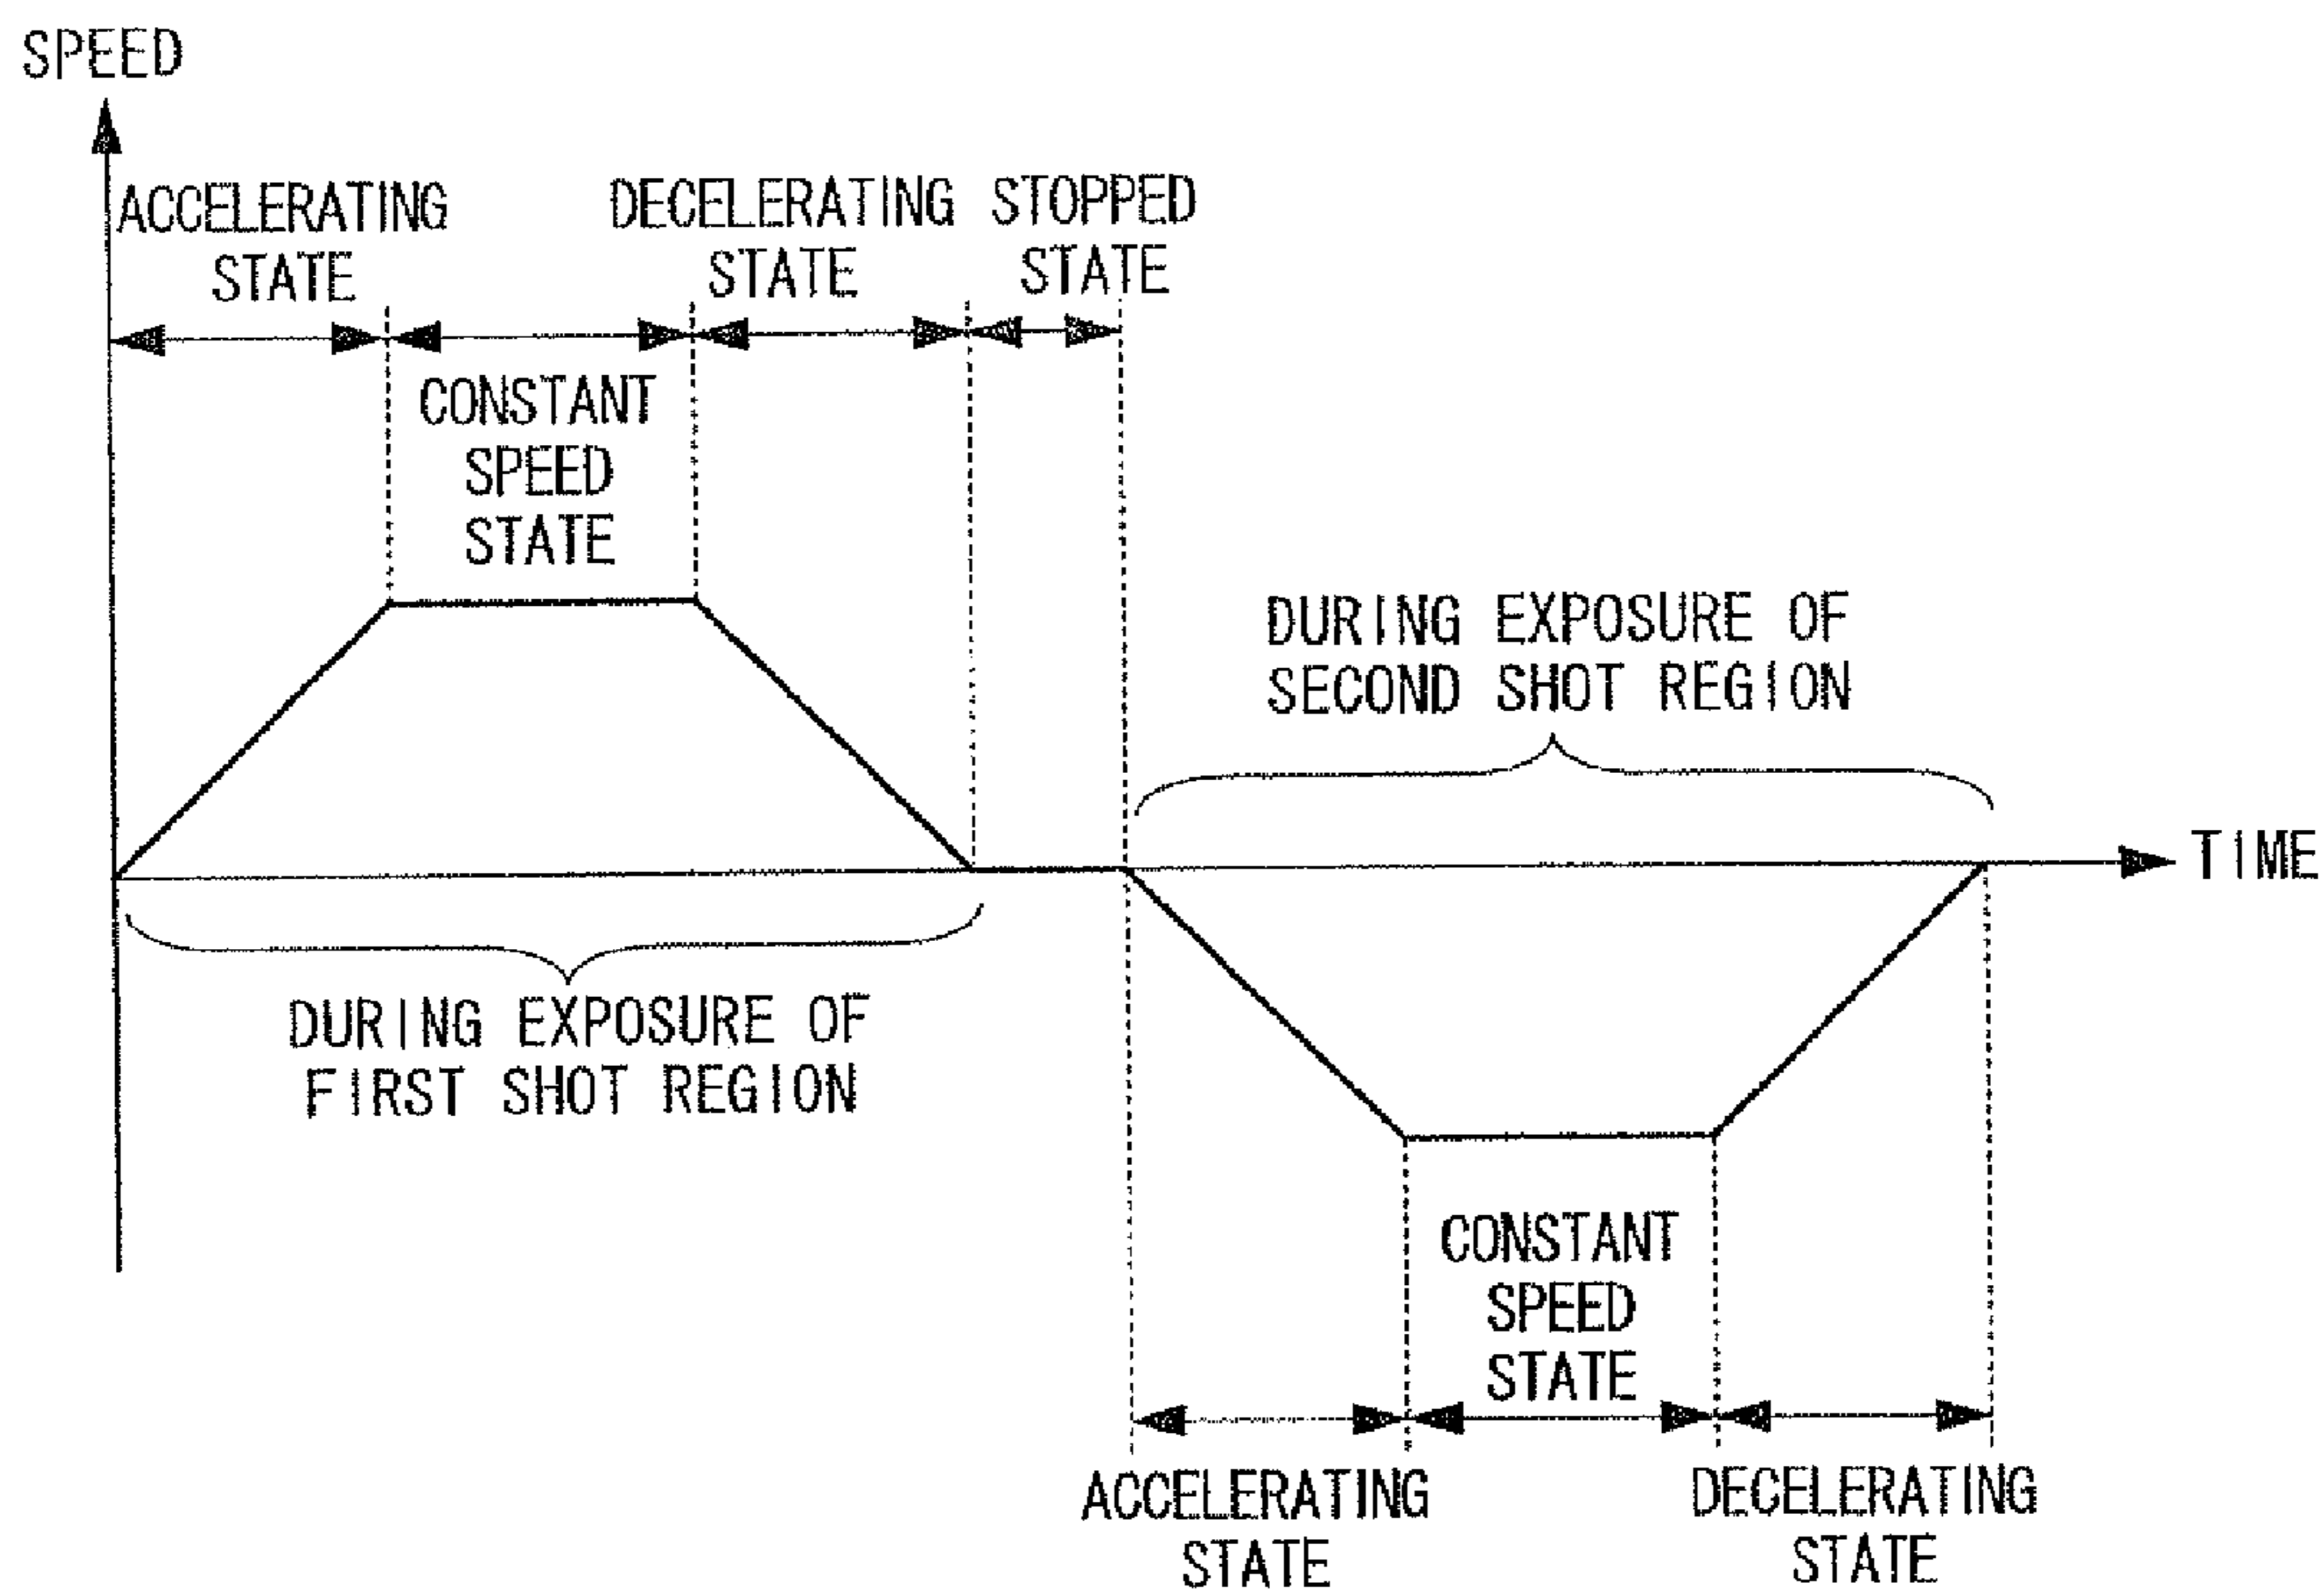 SPEED
ACCELERATING
STATE
DECELERATING
STATE
STOPPED
STATE
CONSTANT
SPEED
STATE
DURING EXPOSURE OF
SECOND SHOT REGION
TIME
DURING EXPOSURE OF
FIRST SHOT REGION
CONSTANT
SPEED
STATE
ACCELERATING
STATE
DECELERATING
STATE